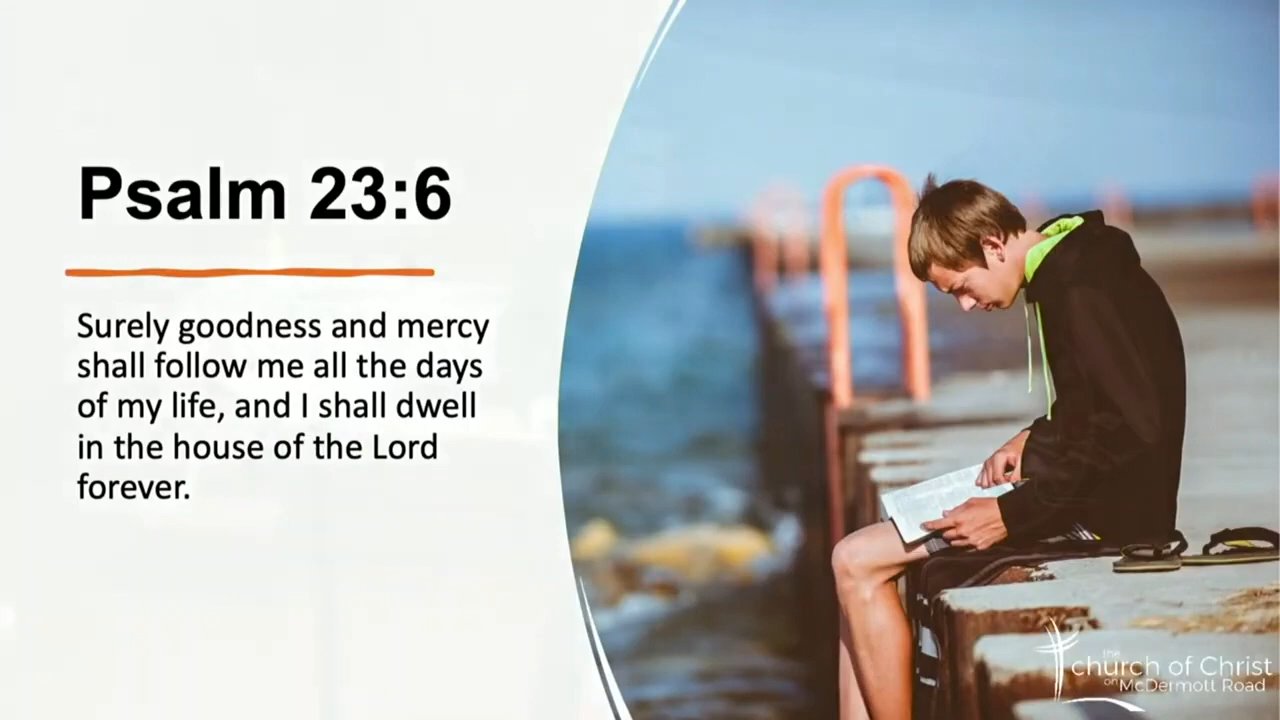 Psalm 23:6
Surely goodness and mercy
shall follow me all the days
of my life, and I shall dwell
in the house of the Lord
forever.
the
church of Christ
on McDermott Road